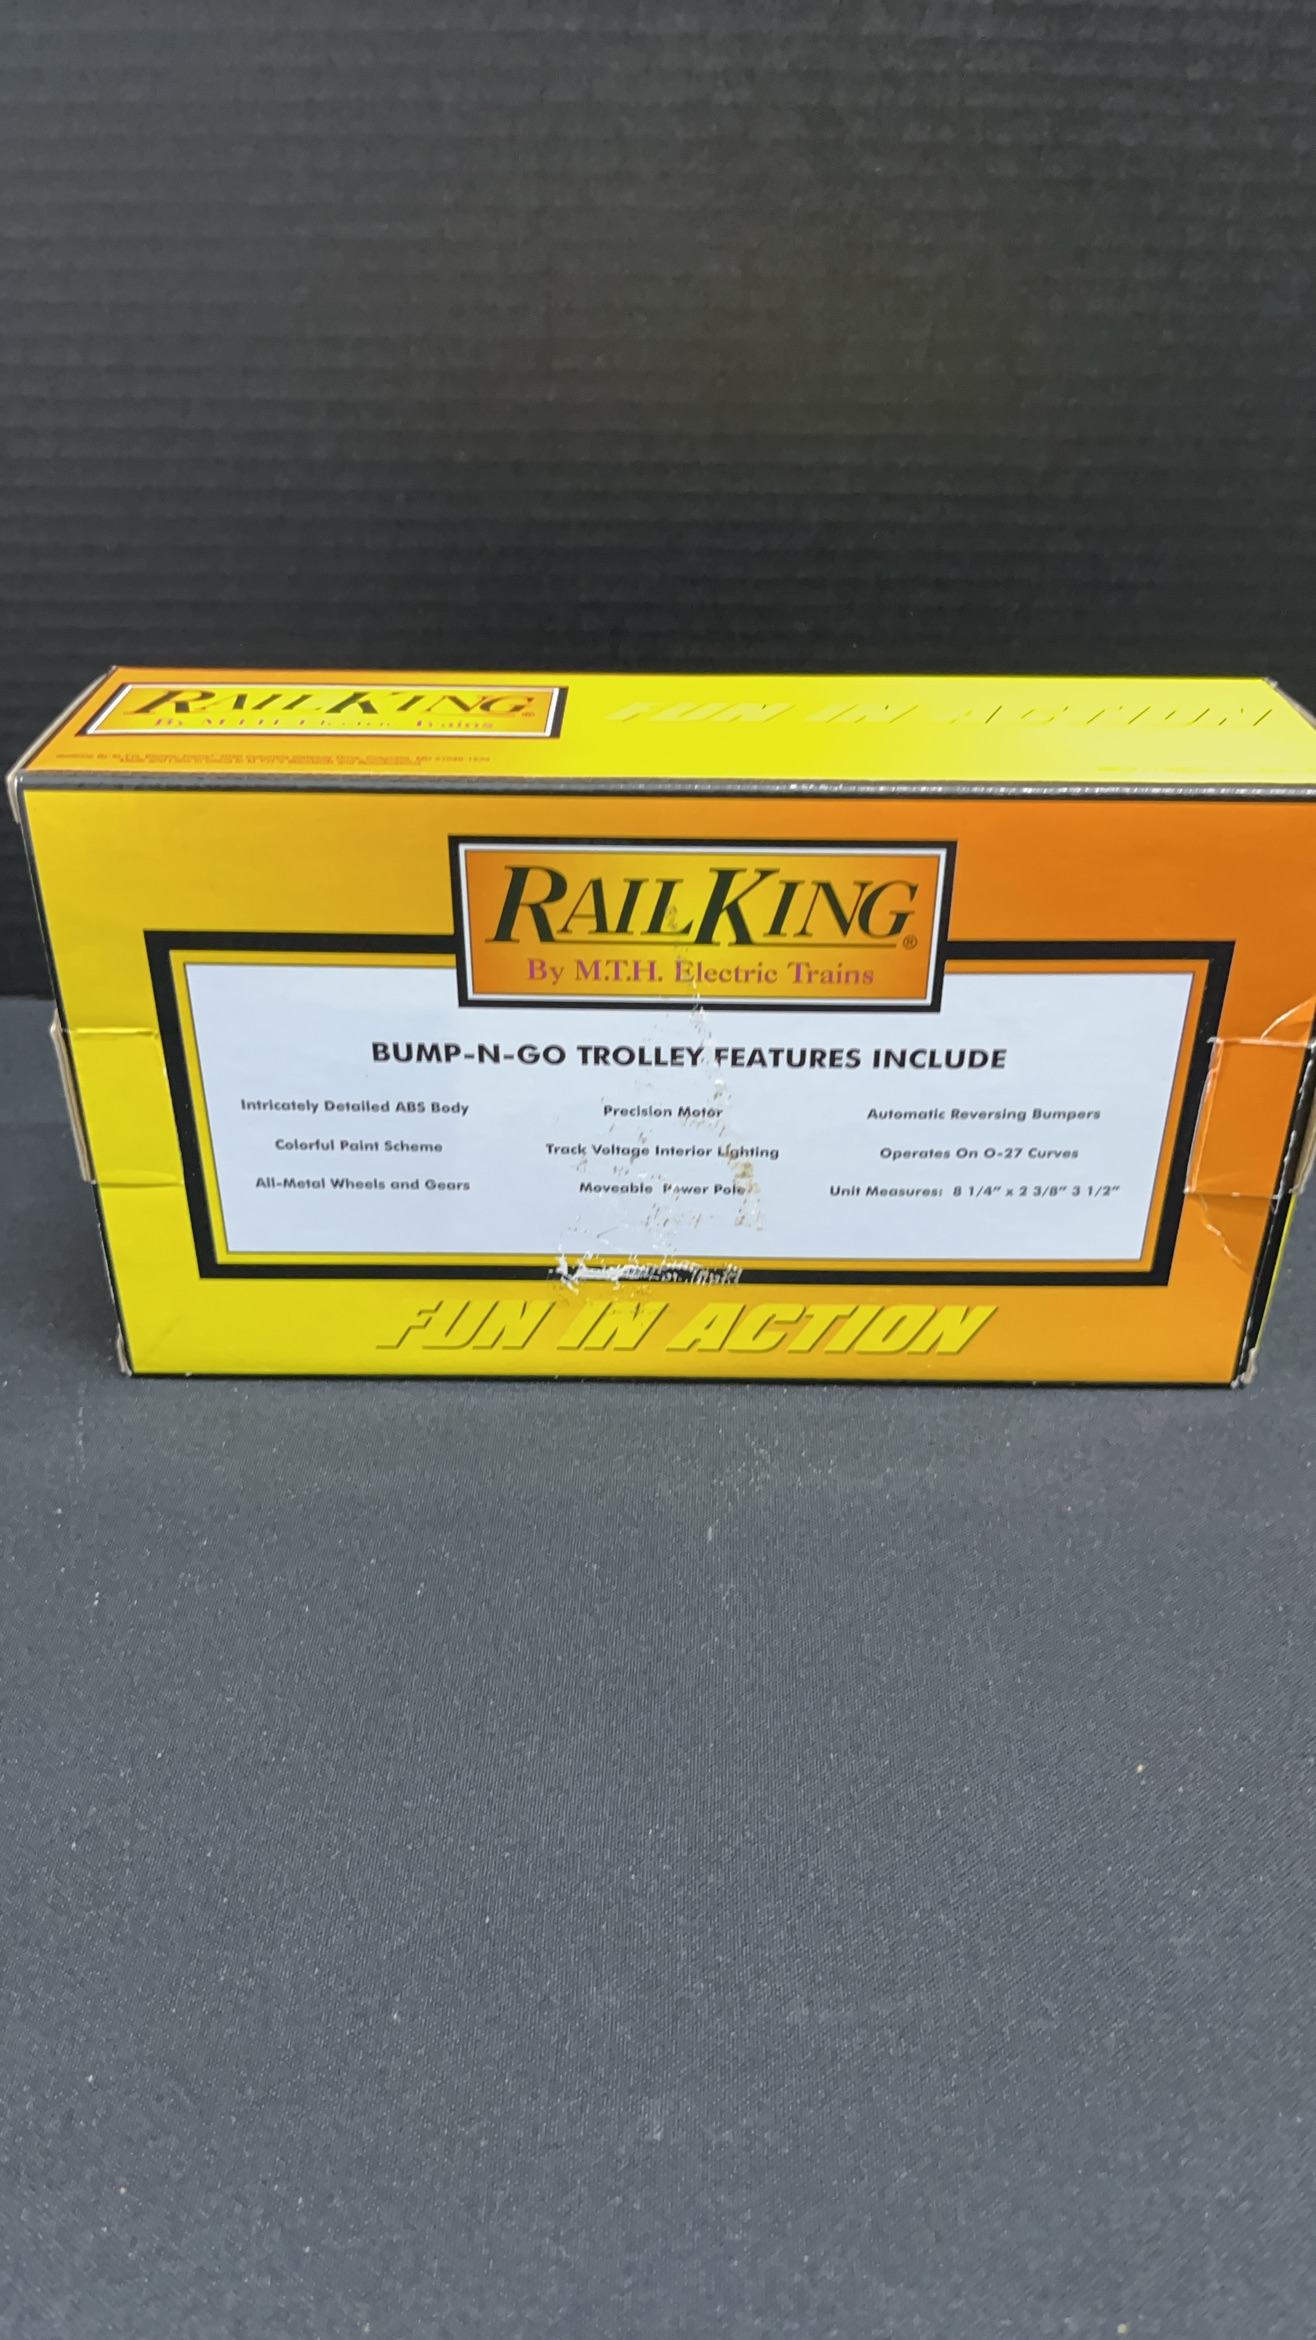 RAILKING®
By M.T.H. Electric Trains
FUN IN ACTION
RAILKING®
By M.T.H. Electric Trains
BUMP-N-GO TROLLEY FEATURES INCLUDE
Intricately Detailed ABS Body
Precision Motor
Automatic Reversing Bumpers
Colorful Paint Scheme
Track Voltage Interior Lighting
Operates On O-27 Curves
All-Metal Wheels and Gears
Moveable Power Pole
Unit Measures: 8 1/4" x 2 3/8" 3 1/2"
FUN IN ACTION